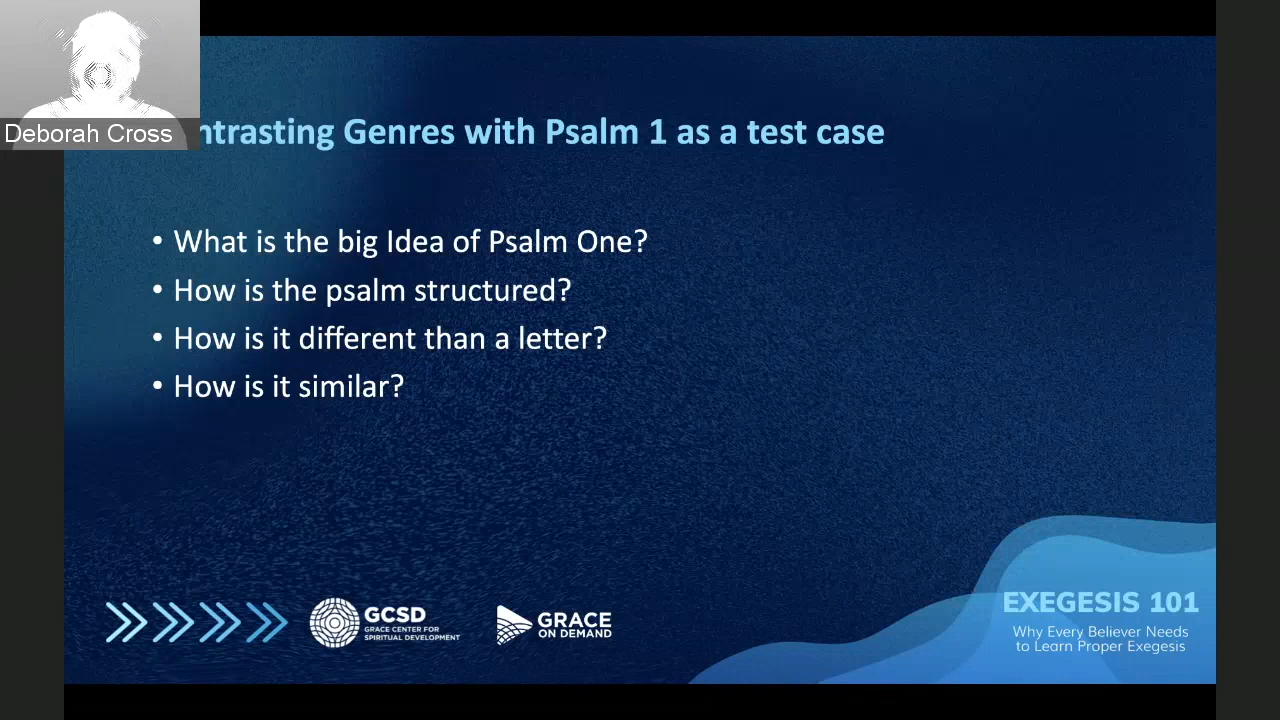 Deborah Cross
ntrasting Genres with Psalm 1 as a test case
• What is the big Idea of Psalm One?
• How is the psalm structured?
• How is it different than a letter?
• How is it similar?
GCSD
GRACE CENTER FOR
SPIRITUAL DEVELOPMENT
GRACE
ON DEMAND
EXEGESIS 101
Why Every Believer Needs
to Learn Proper Exegesis